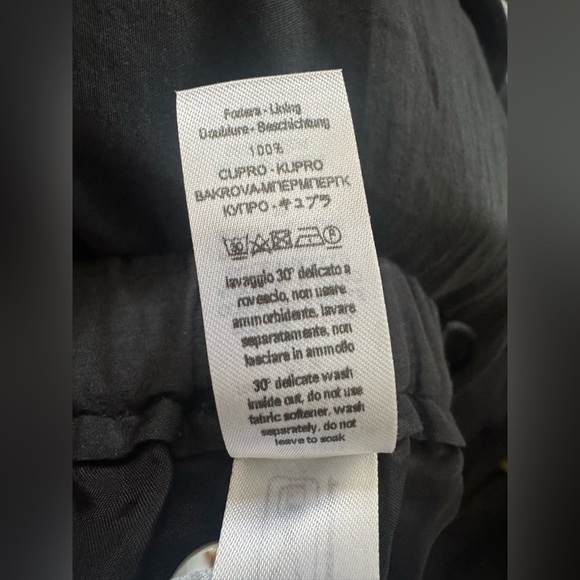 Fodera - Lining
Doublure - Beschichtung
100%
CUPRO - KUPRO
BAKROVA-МПЕРМПЕРГК
КУПРО - キュプラ
lavaggio 30° delicato a
rovescio, non usare
ammorbidente, lavare
separatamente, non
lasciare in ammollo
30° delicate wash
inside out, do not use
fabric softener, wash
separately, do not
leave to soak